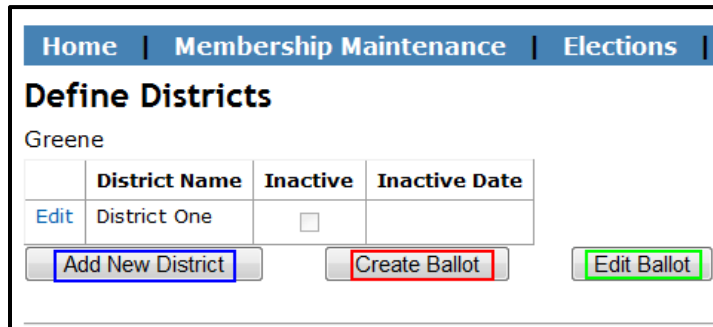 Home | Membership Maintenance | Elections |
Define Districts
Greene
District Name Inactive Inactive Date
Edit District One
Add New District Create Ballot Edit Ballot